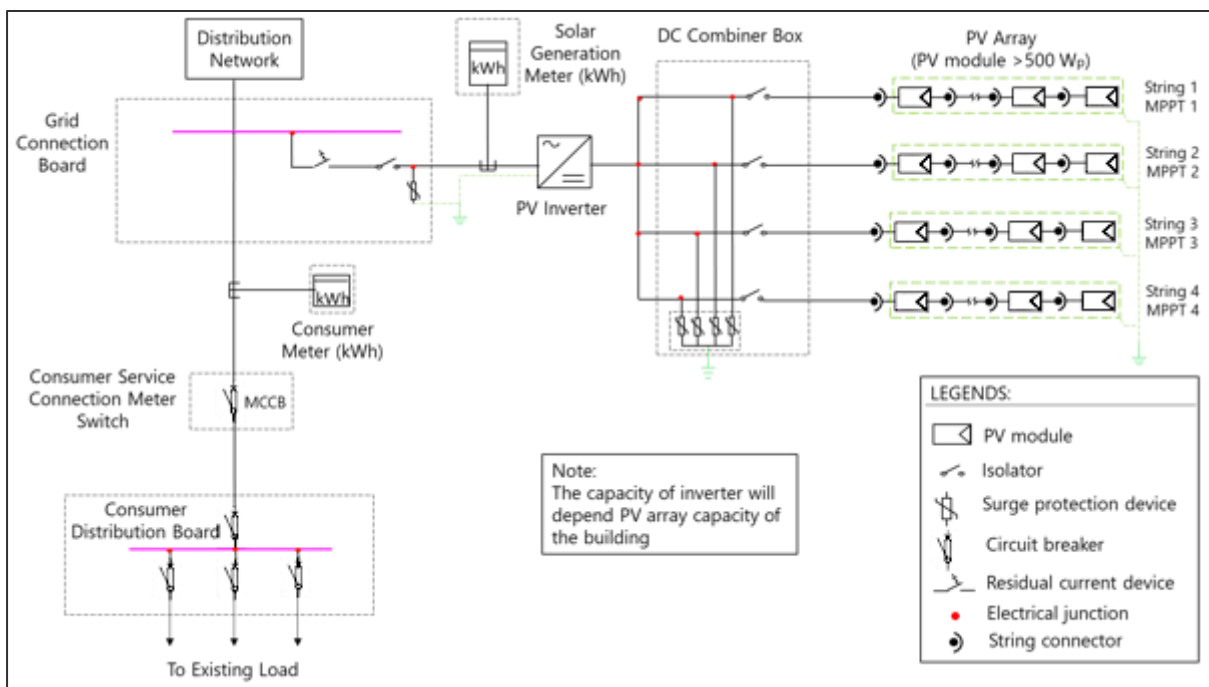 Distribution
Network
Solar
Generation
Meter (kWh)
kWh
DC Combiner Box
PV Array
(PV module >500 Wp)
String 1
MPPT 1
Grid
Connection
Board
String 2
MPPT 2
PV Inverter
String 3
MPPT 3
kWh
Consumer
Meter (kWh)
String 4
MPPT 4
Consumer Service
Connection Meter
Switch
MCCB
Consumer
Distribution Board
To Existing Load
Note:
The capacity of inverter will
depend PV array capacity of
the building
LEGENDS:
PV module
Isolator
Surge protection device
Circuit breaker
Residual current device
Electrical junction
String connector